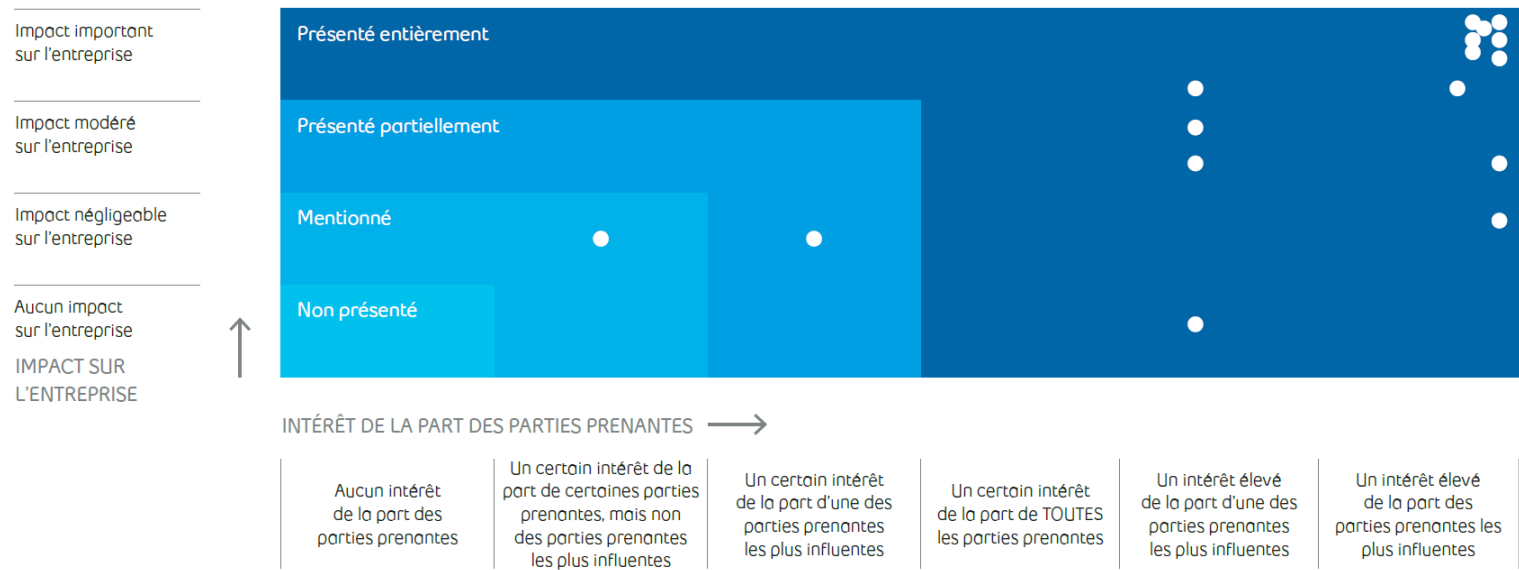 Impact important
sur l'entreprise
Présenté entièrement
Impact modéré
sur l'entreprise
Présenté partiellement
Impact négligeable
sur l'entreprise
Mentionné
Aucun impact
sur l'entreprise
Non présenté
IMPACT SUR
L'ENTREPRISE
INTÉRÊT DE LA PART DES PARTIES PRENANTES
Aucun intérêt
de la part des
parties prenantes
Un certain intérêt de la
part de certaines parties
prenantes, mais non
des parties prenantes
les plus influentes
Un certain intérêt
de la part d'une des
parties prenantes
les plus influentes
Un certain intérêt
de la part de TOUTES
les parties prenantes
Un intérêt élevé
de la part d'une des
parties prenantes
les plus influentes
Un intérêt élevé
de la part des
parties prenantes les
plus influentes